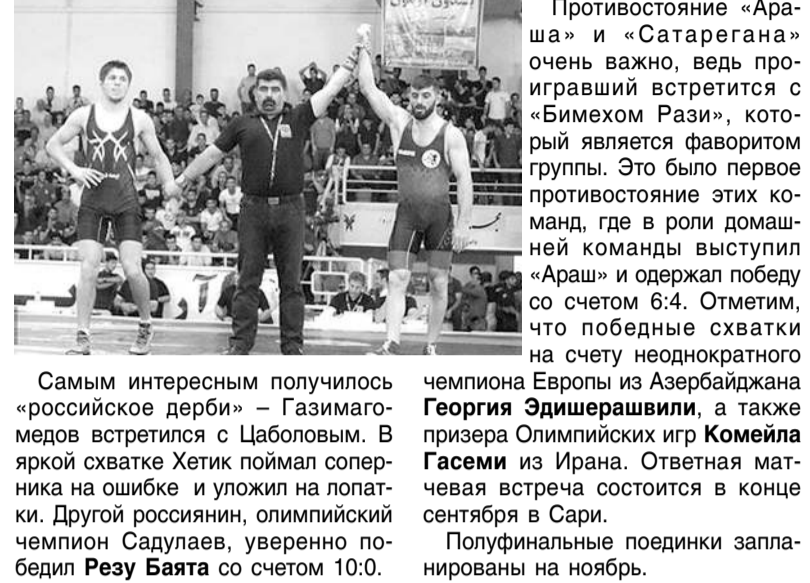 Самым интересным получилось
«российское дерби» – Газимаго-
медов встретился с Цаболовым. В
яркой схватке Хетик поймал сопер-
ника на ошибке и уложил на лопат-
ки. Другой россиянин, олимпийский
чемпион Садулаев, уверенно по-
бедил Резу Баята со счетом 10:0.
Противостояние «Ара-
ша» и «Сатарегана»
очень важно, ведь про-
игравший встретится с
«Бимехом Рази», кото-
рый является фаворитом
группы. Это было первое
противостояние этих ко-
манд, где в роли домаш-
ней команды выступил
«Араш» и одержал победу
со счетом 6:4. Отметим,
что победные схватки
на счету неоднократного
чемпиона Европы из Азербайджана
Георгия Эдишерашвили, а также
призера Олимпийских игр Комейла
Гасеми из Ирана. Ответная мат-
чевая встреча состоится в конце
сентября в Сари.
Полуфинальные поединки запла-
нированы на ноябрь.